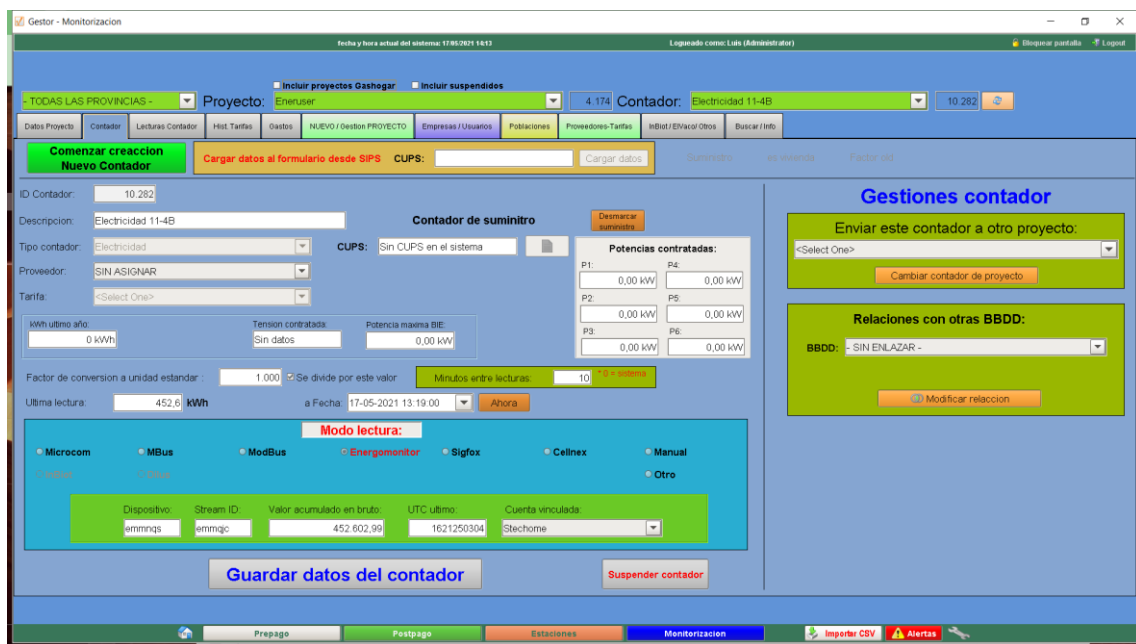 Gestor - Monitorizacion
fecha y hora actual del sistema: 17/05/2021 14:13 Logueado como: Luis (Administrator) Bloquear pantalla Logout
Incluir proyectos Gashogar Incluir suspendidos
- TODAS LAS PROVINCIAS - Proyecto: Eneruser 4.174 Contador: Electricidad 11-4B 10.282
Datos Proyecto Contador Lecturas Contador Hist. Tarifas Gastos NUEVO / Gestion PROYECTO Empresas / Usuarios Poblaciones Proveedores-Tarifas InBiot / ElVaco/ Otros Buscar / Info
Comenzar creaccion
Nuevo Contador
Cargar datos al formulario desde SIPS CUPS: Cargar datos Suministro es vivienda Factor old
ID Contador: 10.282
Gestiones contador
Descripcion: Electricidad 11-4B Contador de suminitro Desmarcar suministro
Enviar este contador a otro proyecto:
<Select One>
Cambiar contador de proyecto
Tipo contador: Electricidad CUPS: Sin CUPS en el sistema
Potencias contratadas:
Proveedor: SIN ASIGNAR
P1: P4:
0,00 kW 0,00 kW
Tarifa: <Select One>
P2: P5:
0,00 kW 0,00 kW
P3: P6:
0,00 kW 0,00 kW
Relaciones con otras BBDD:
BBDD: - SIN ENLAZAR -
Modificar relaccion
kWh ultimo año: Tension contratada: Potencia maxima BIE:
0 kWh Sin datos 0,00 kW
Factor de conversion a unidad estandar : 1.000 Se divide por este valor Minutos entre lecturas: 10 * 0 = sistema
Ultima lectura: 452,6 kWh a Fecha: 17-05-2021 13:19:00 Ahora
Modo lectura:
Microcom MBus ModBus Energomonitor Sigfox Cellnex Manual
Otro
Dispositivo: Stream ID: Valor acumulado en bruto: UTC ultimo: Cuenta vinculada:
emmnqs emmqjc 452.602,99 1621250304 Stechome
Guardar datos del contador Suspender contador
Prepago Postpago Estaciones Monitorizacion Importar CSV Alertas